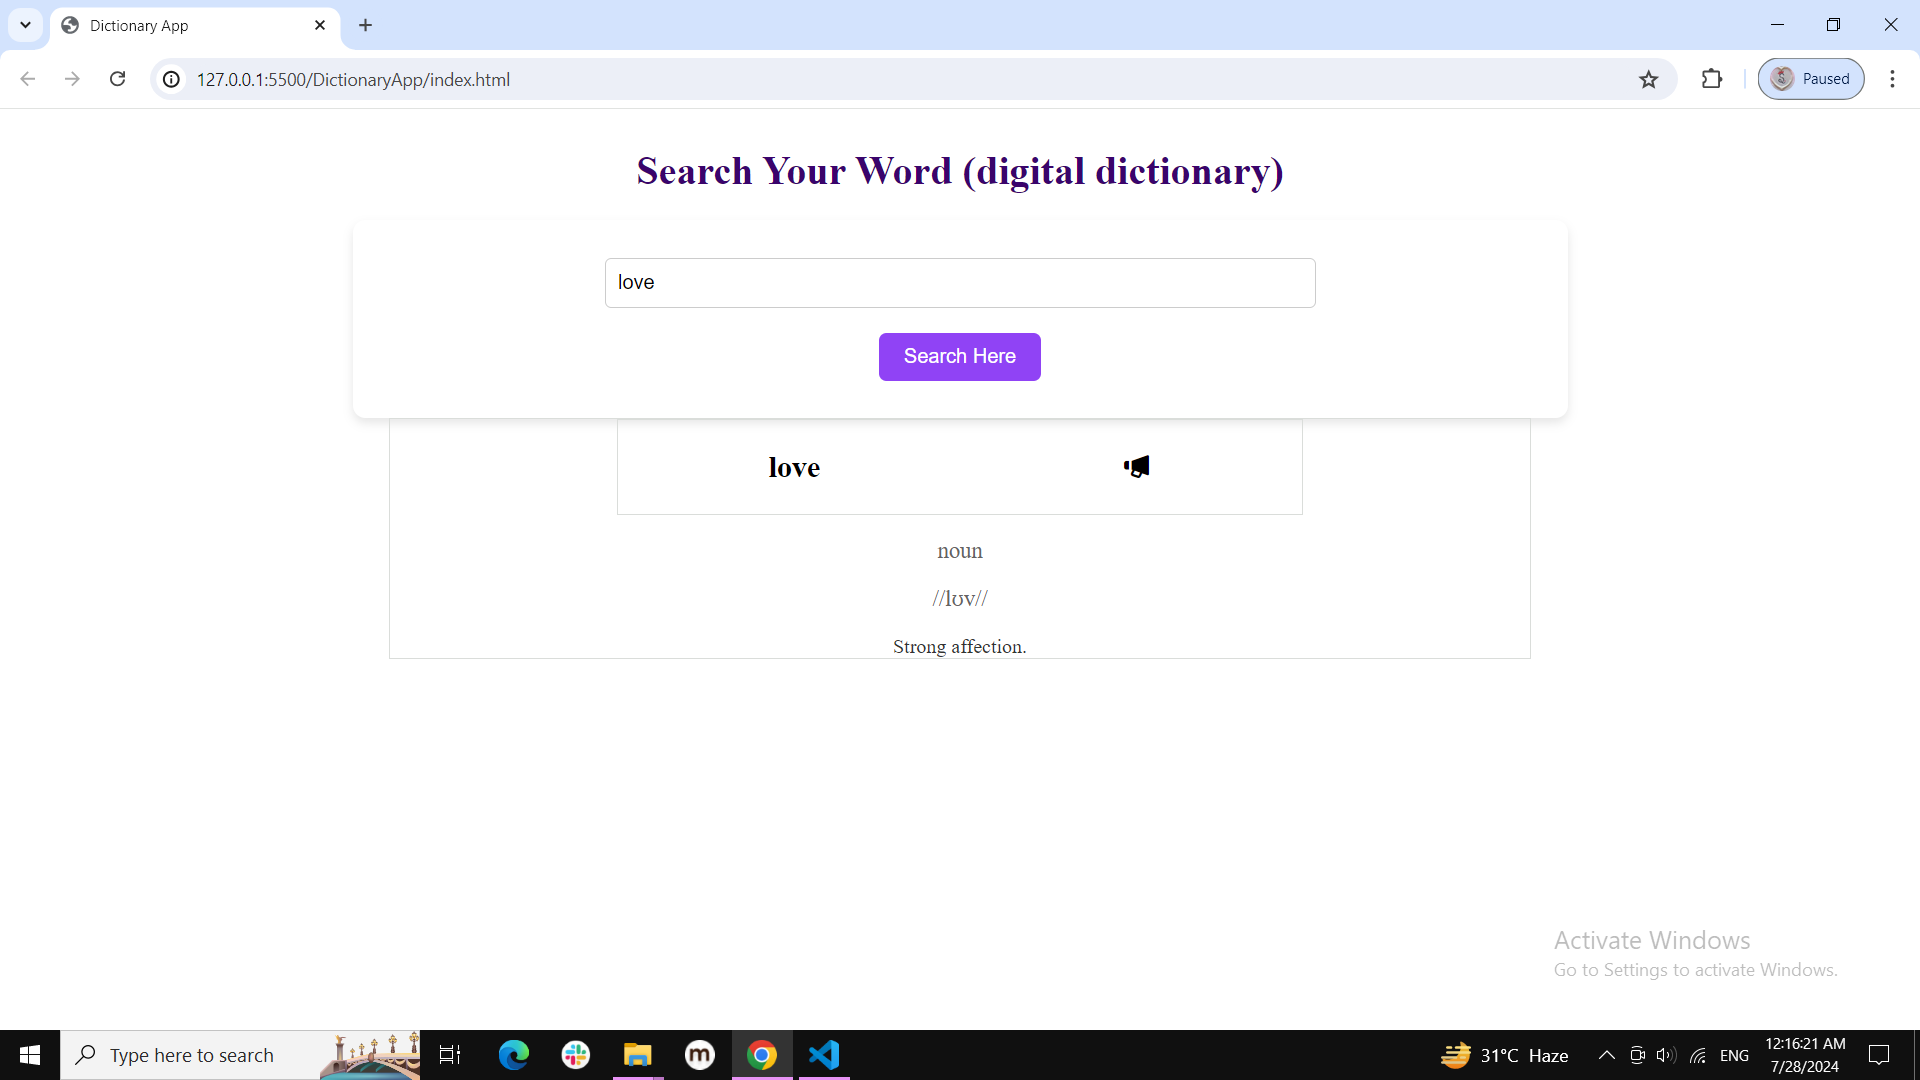 Dictionary App
127.0.0.1:5500/DictionaryApp/index.html
Paused
Search Your Word (digital dictionary)
love
Search Here
love
noun
//lʊv//
Strong affection.
Activate Windows
Go to Settings to activate Windows.
Type here to search
m
31°C Haze
ENG
12:16:21 AM
7/28/2024